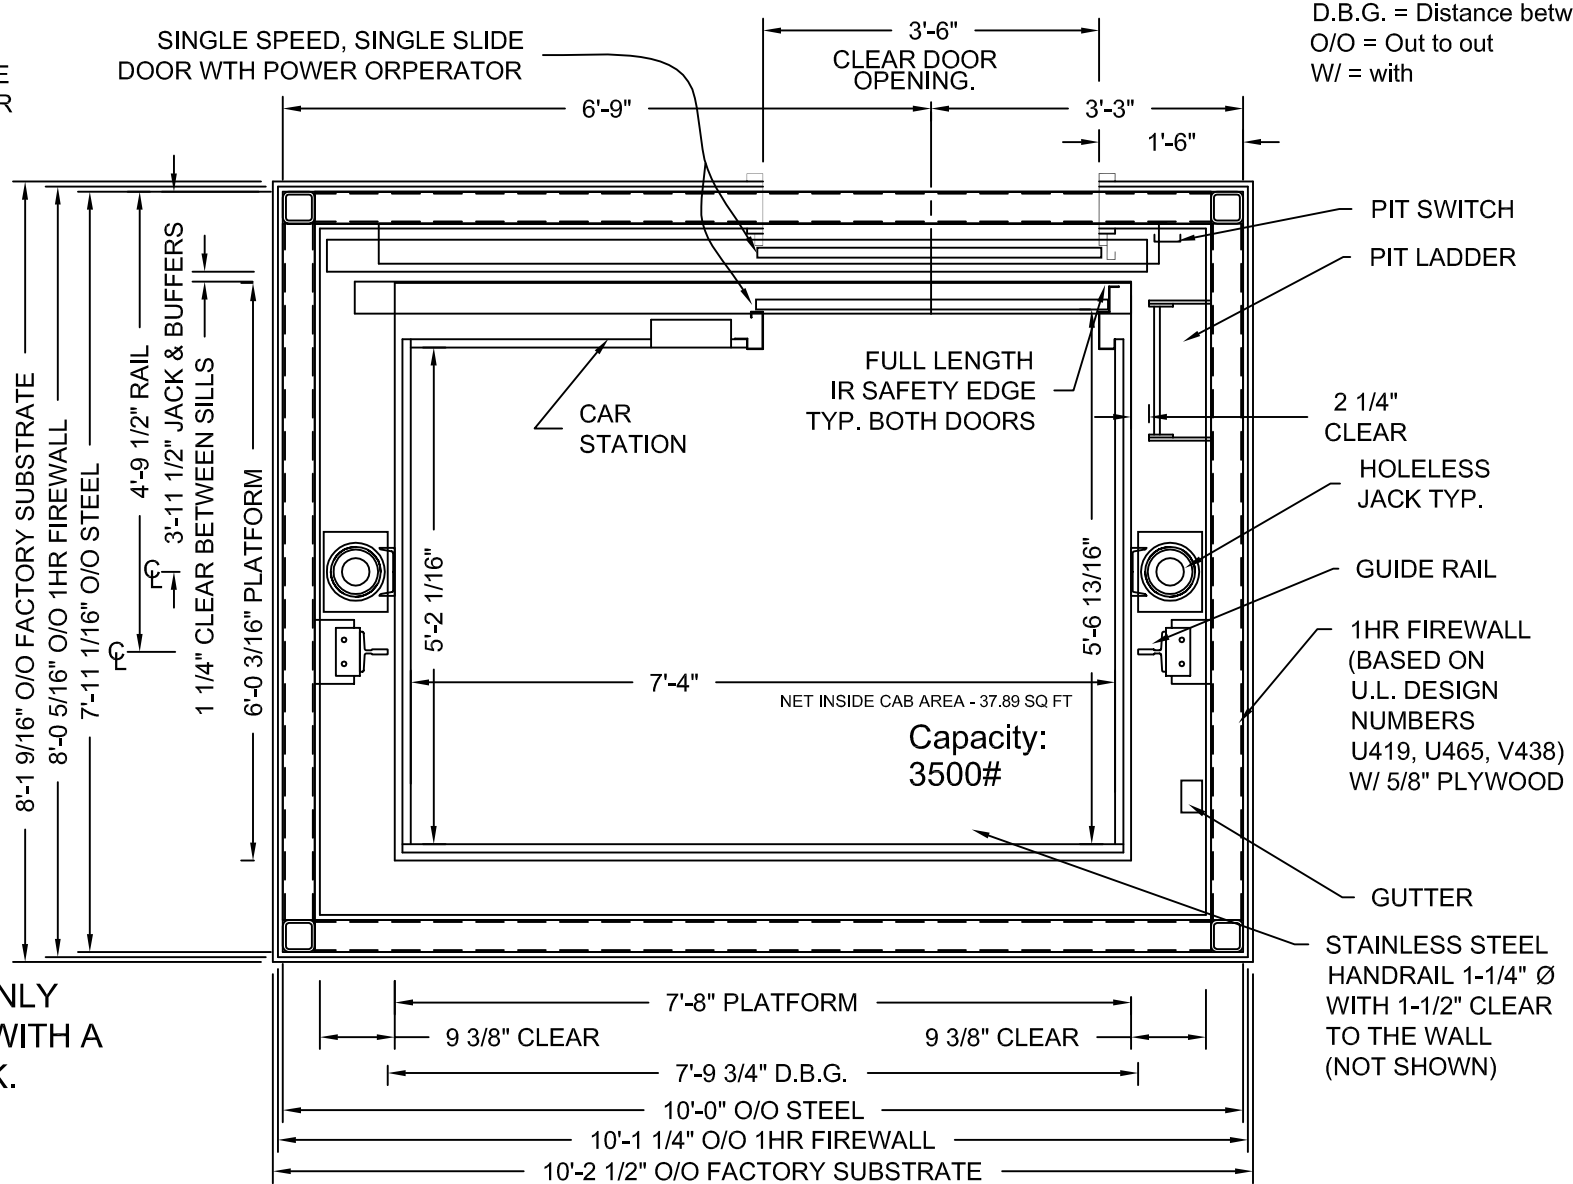 D.B.G. = Distance betw
O/O = Out to out
W/ = with
SINGLE SPEED, SINGLE SLIDE
DOOR WTH POWER ORPERATOR
E
R
3'-6"
CLEAR DOOR
OPENING.
6'-9"
3'-3"
1'-6"
PIT SWITCH
PIT LADDER
8'-1 9/16" O/O FACTORY SUBSTRATE
8'-0 5/16" O/O 1HR FIREWALL
7'-11 1/16" O/O STEEL
4'-9 1/2" RAIL
3'-11 1/2" JACK & BUFFERS
1 1/4" CLEAR BETWEEN SILLS
6'-0 3/16" PLATFORM
CAR
STATION
FULL LENGTH
IR SAFETY EDGE
TYP. BOTH DOORS
2 1/4"
CLEAR
HOLELESS
JACK TYP.
GUIDE RAIL
5'-2 1/16"
5'-6 13/16"
7'-4"
NET INSIDE CAB AREA - 37.89 SQ FT
Capacity:
3500#
1HR FIREWALL
(BASED ON
U.L. DESIGN
NUMBERS
U419, U465, V438)
W/ 5/8" PLYWOOD
GUTTER
STAINLESS STEEL
HANDRAIL 1-1/4" Ø
WITH 1-1/2" CLEAR
TO THE WALL
(NOT SHOWN)
NLY
WITH A
K.
7'-8" PLATFORM
9 3/8" CLEAR
9 3/8" CLEAR
7'-9 3/4" D.B.G.
10'-0" O/O STEEL
10'-1 1/4" O/O 1HR FIREWALL
10'-2 1/2" O/O FACTORY SUBSTRATE